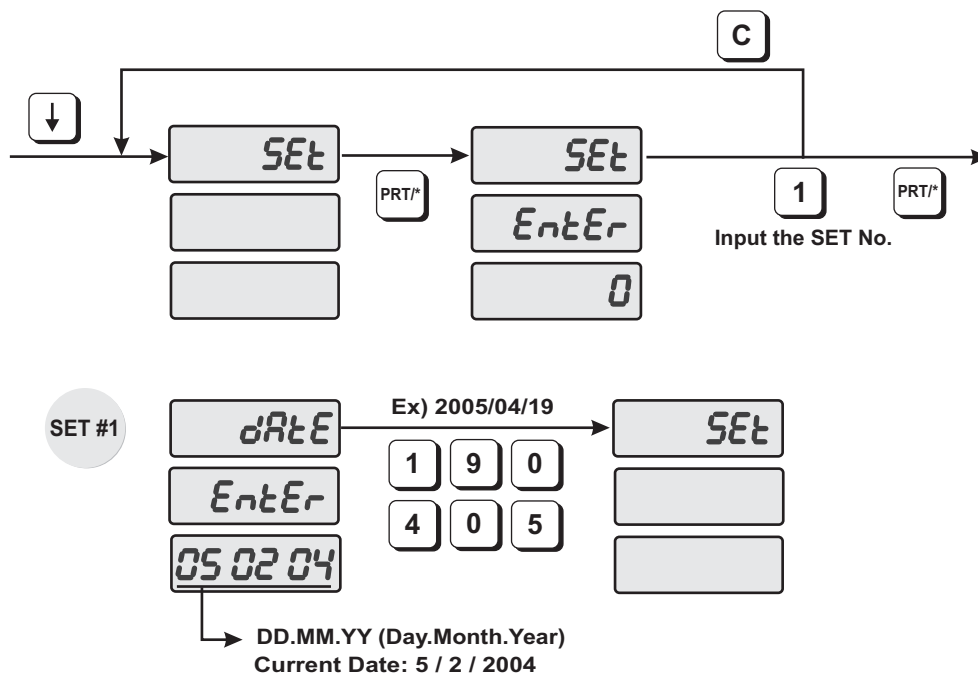 C
↓
SEt
SEt
PRT/*
1
PRT/*
EntEr
Input the SET No.
0
SET #1
dAtE
Ex) 2005/04/19
SEt
1 9 0
EntEr
4 0 5
05 02 04
DD.MM.YY (Day.Month.Year)
Current Date: 5 / 2 / 2004